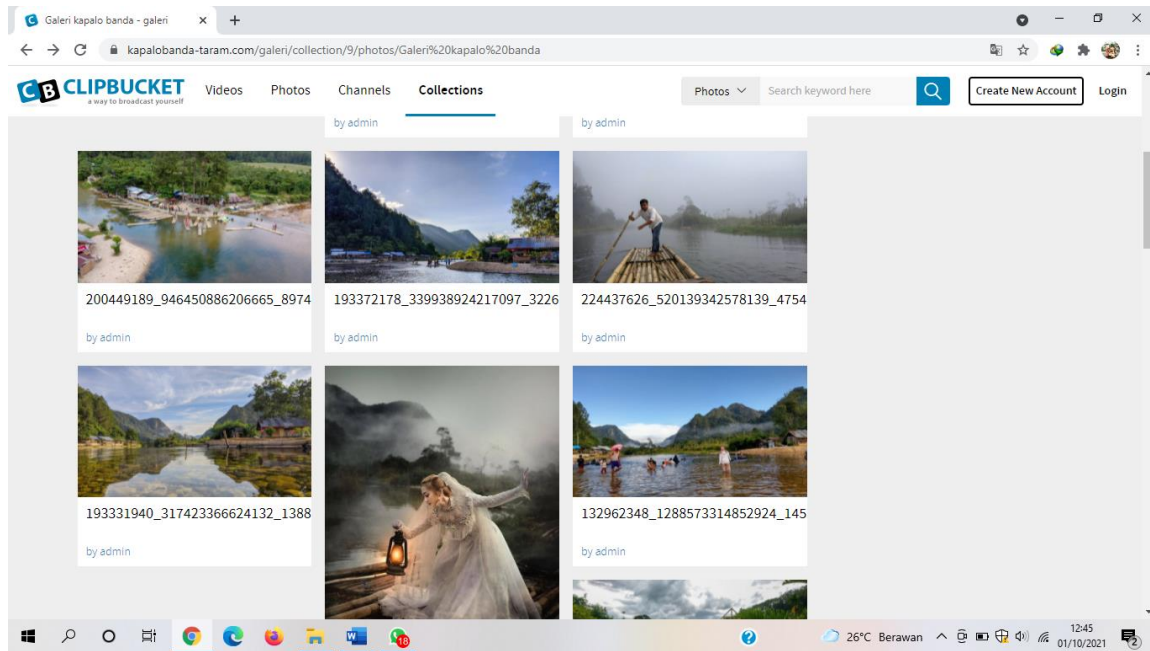 Galeri kapalo banda - galeri
kapalobanda-taram.com/galeri/collection/9/photos/Galeri%20kapalo%20banda
CB CLIPBUCKET
a way to broadcast yourself
Videos Photos Channels Collections
Photos Search keyword here Create New Account Login
by admin by admin
200449189_946450886206665_8974 193372178_339938924217097_3226 224437626_520139342578139_4754
by admin by admin by admin
193331940_317423366624132_1388 132962348_1288573314852924_145
by admin by admin
18
26°C Berawan
12:45
01/10/2021
2